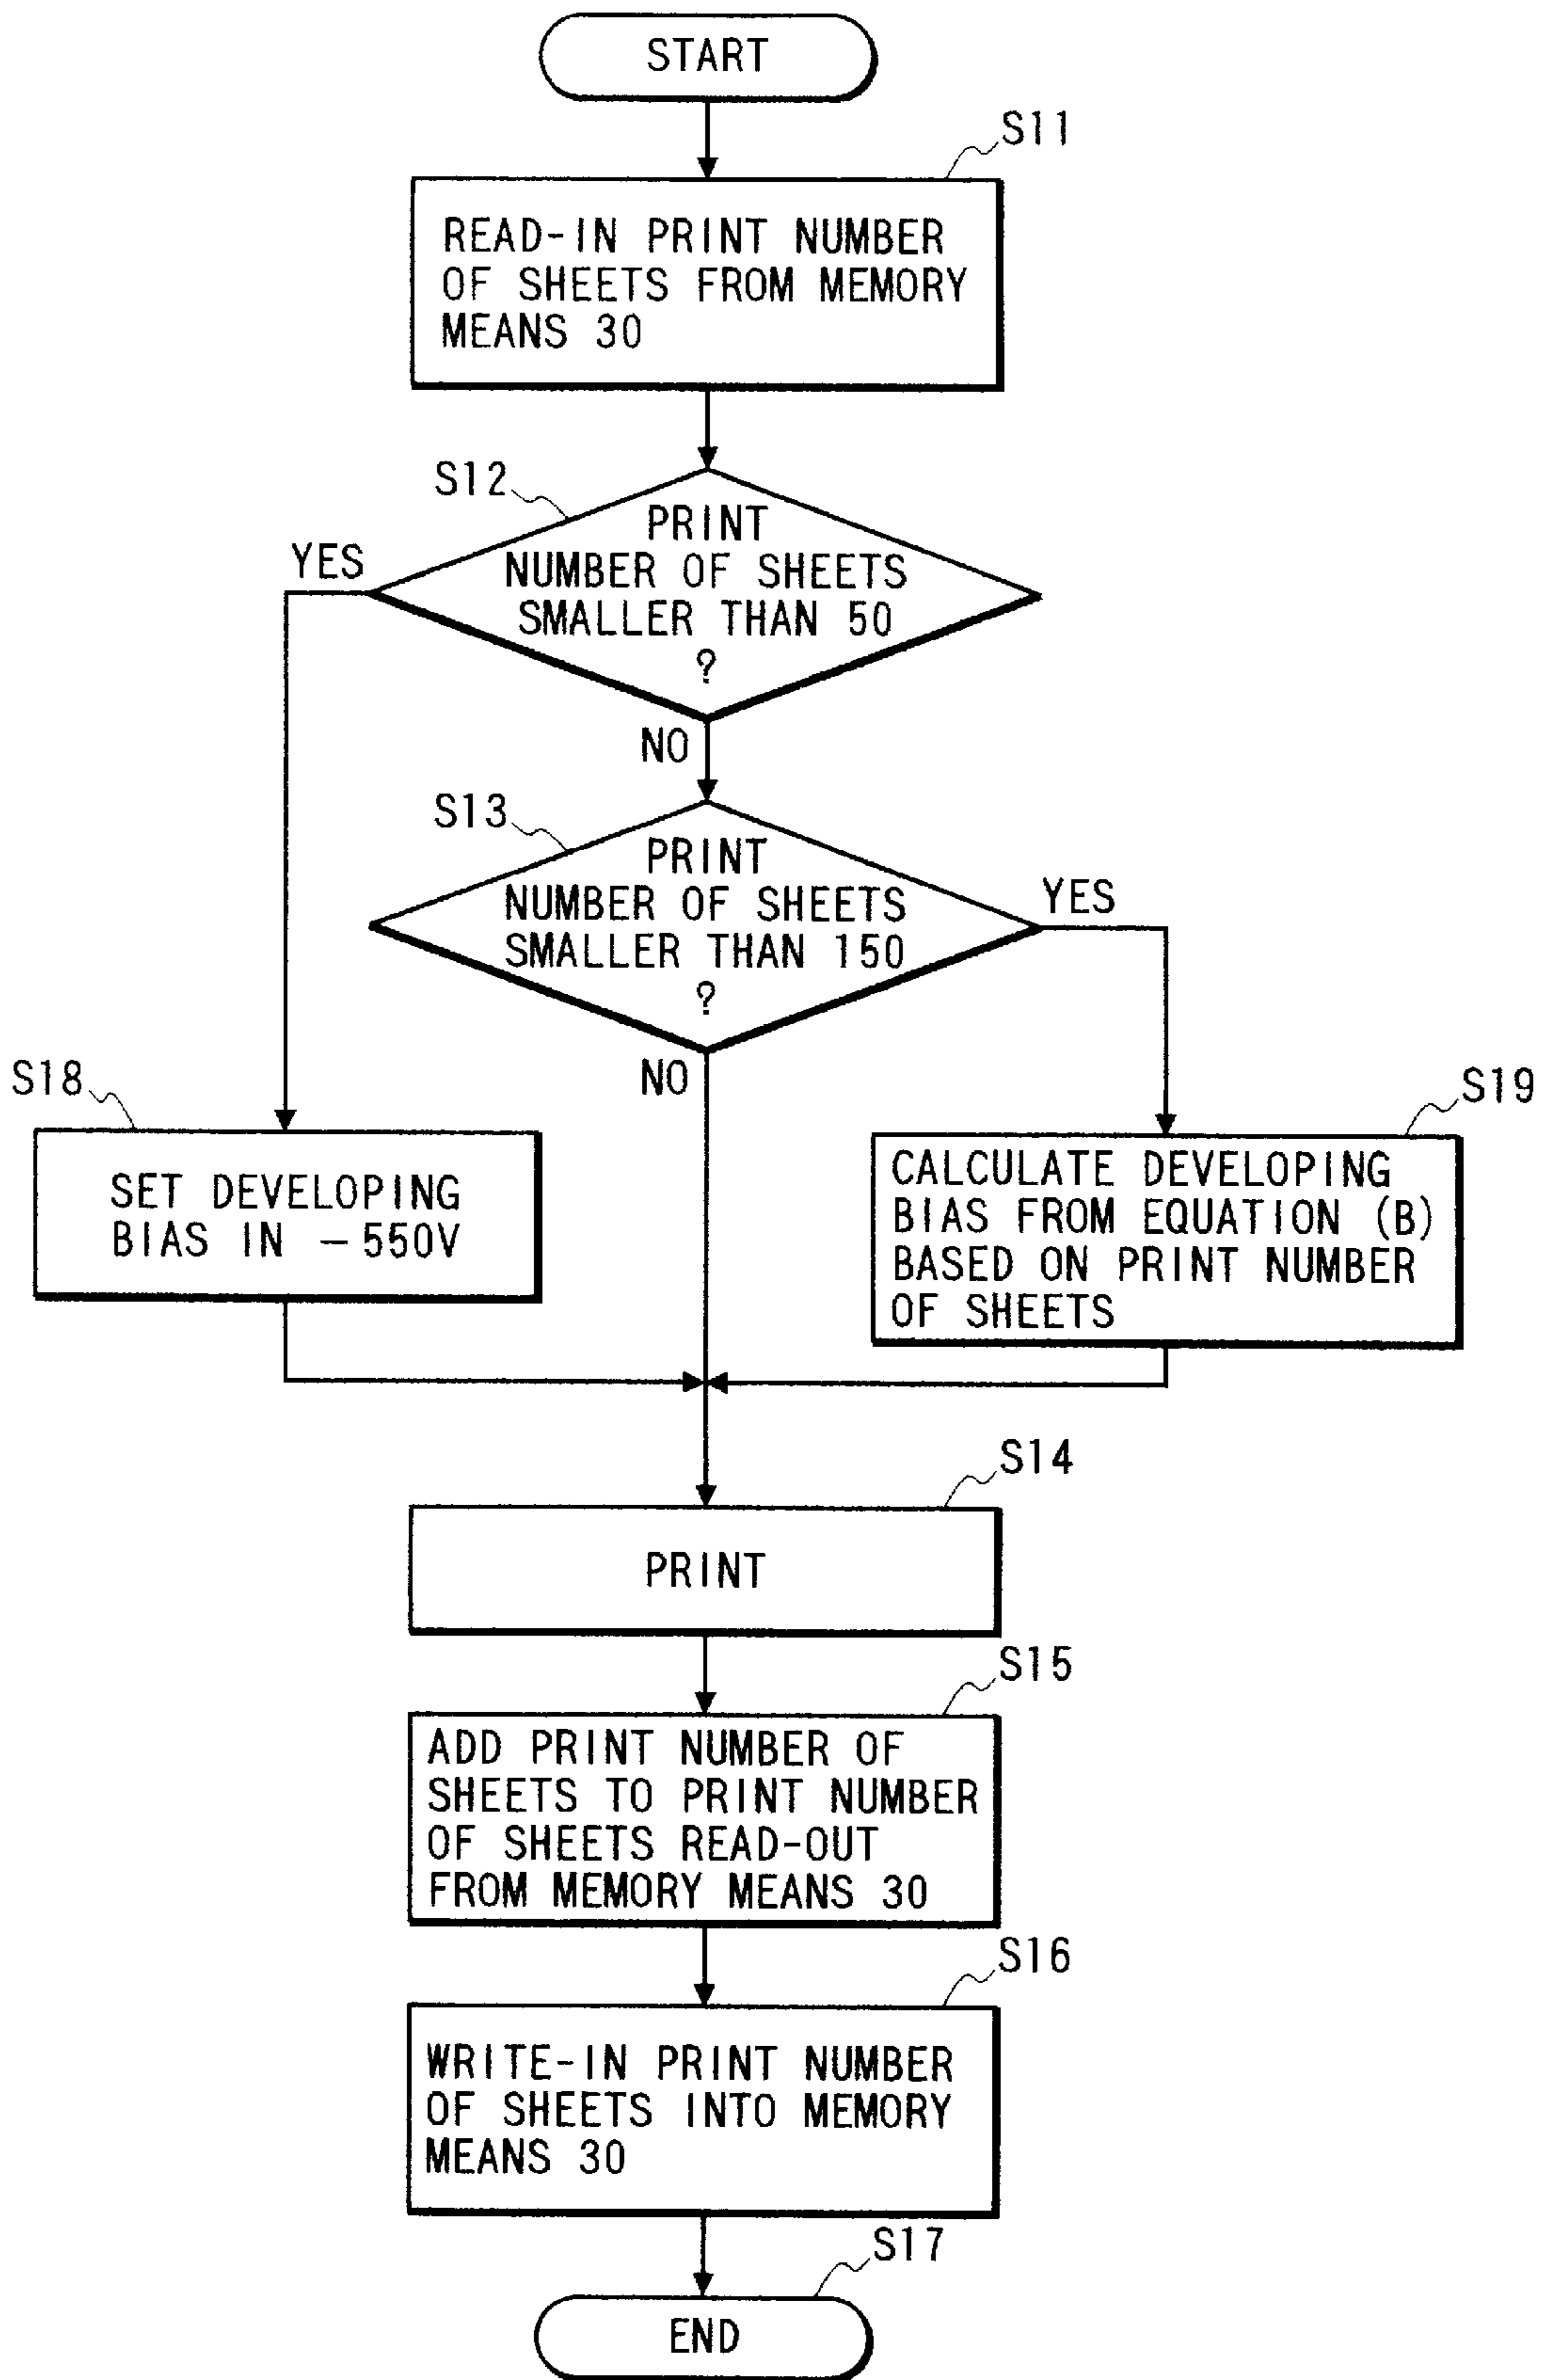 START
S11
READ-IN PRINT NUMBER
OF SHEETS FROM MEMORY
MEANS 30
S12
PRINT
NUMBER OF SHEETS
SMALLER THAN 50
?
YES
NO
S13
PRINT
NUMBER OF SHEETS
SMALLER THAN 150
?
YES
NO
S18
SET DEVELOPING
BIAS IN -550V
S19
CALCULATE DEVELOPING
BIAS FROM EQUATION (B)
BASED ON PRINT NUMBER
OF SHEETS
S14
PRINT
S15
ADD PRINT NUMBER OF
SHEETS TO PRINT NUMBER
OF SHEETS READ-OUT
FROM MEMORY MEANS 30
S16
WRITE-IN PRINT NUMBER
OF SHEETS INTO MEMORY
MEANS 30
S17
END